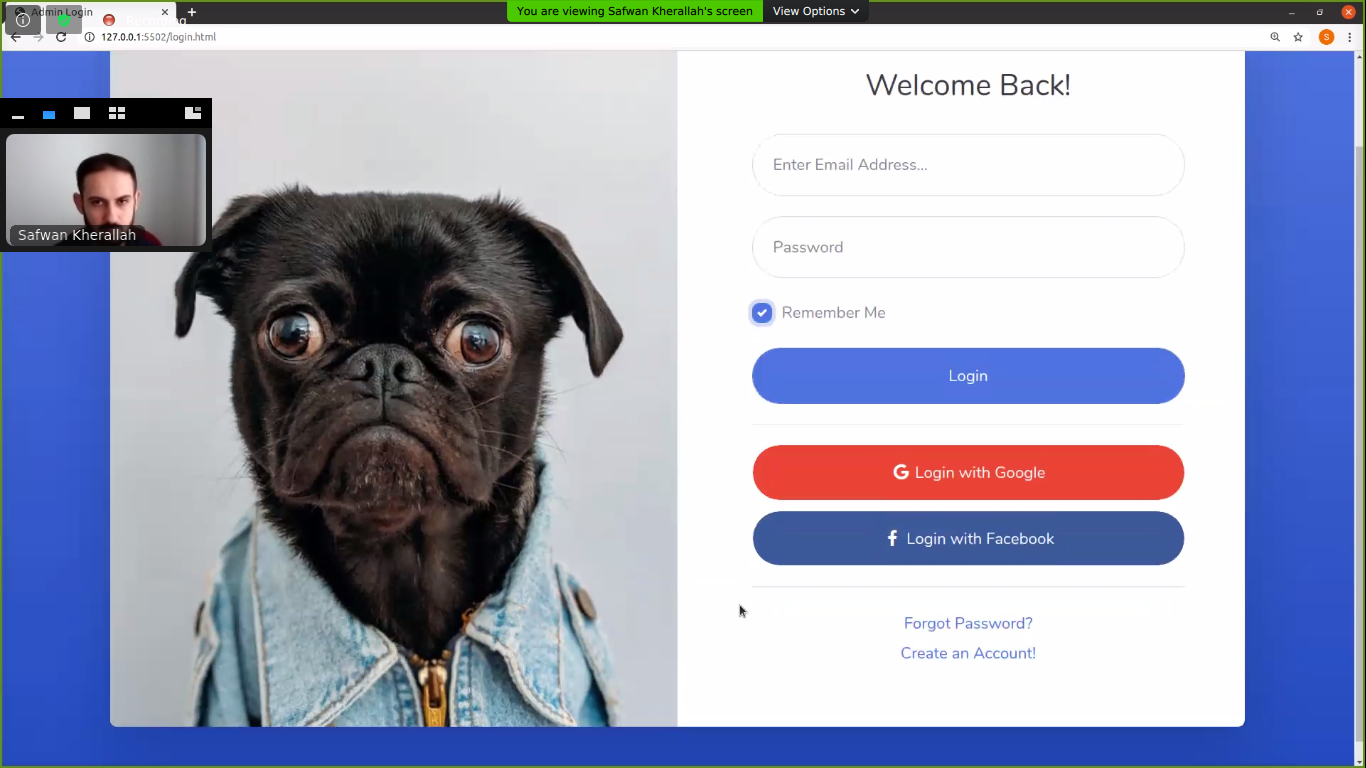 You are viewing Safwan Kherallah's screen
View Options
Admin Login
127.0.0.1:5502/login.html
S
Safwan Kherallah
Welcome Back!
Enter Email Address...
Password
Remember Me
Login
G Login with Google
f Login with Facebook
Forgot Password?
Create an Account!